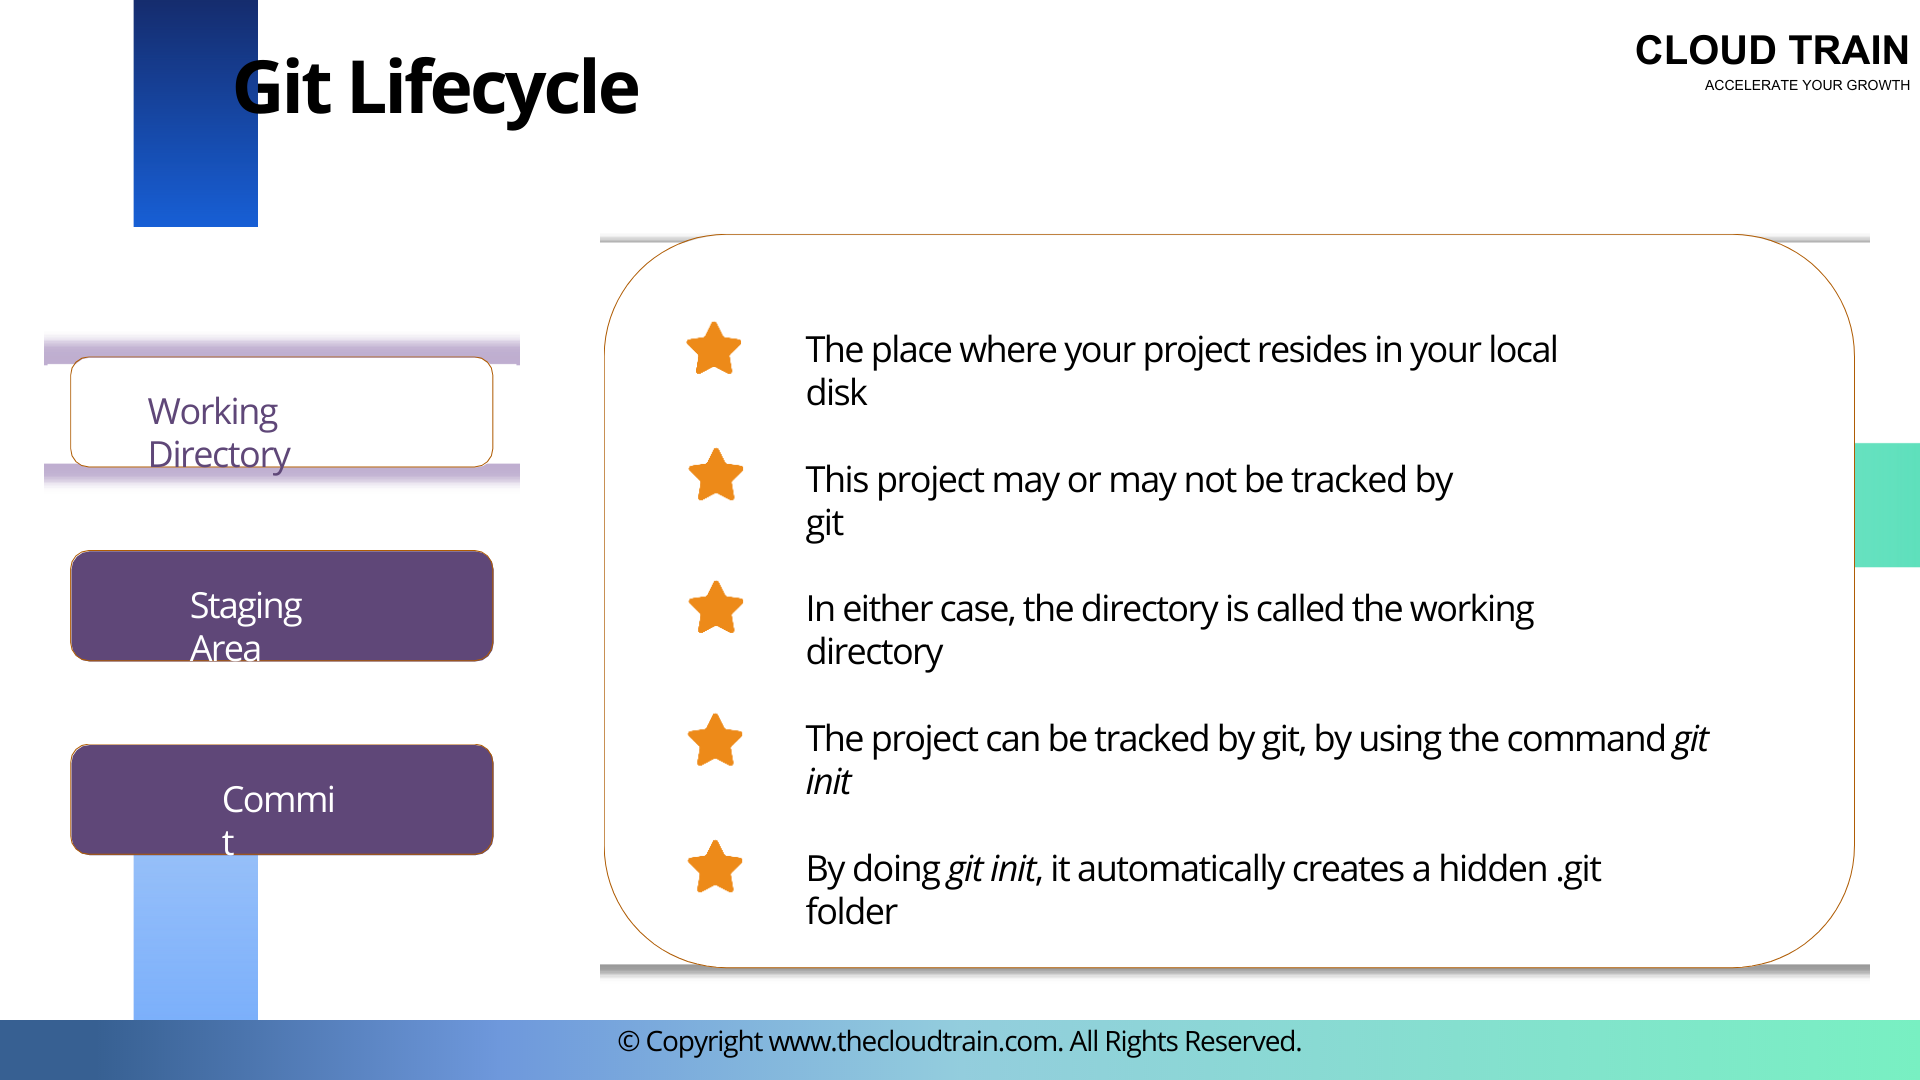 Git Lifecycle
CLOUD TRAIN
ACCELERATE YOUR GROWTH
Working
Directory
Staging
Area
Commi
t
The place where your project resides in your local
disk
This project may or may not be tracked by
git
In either case, the directory is called the working
directory
The project can be tracked by git, by using the command git
init
By doing git init, it automatically creates a hidden .git
folder
© Copyright www.thecloudtrain.com. All Rights Reserved.